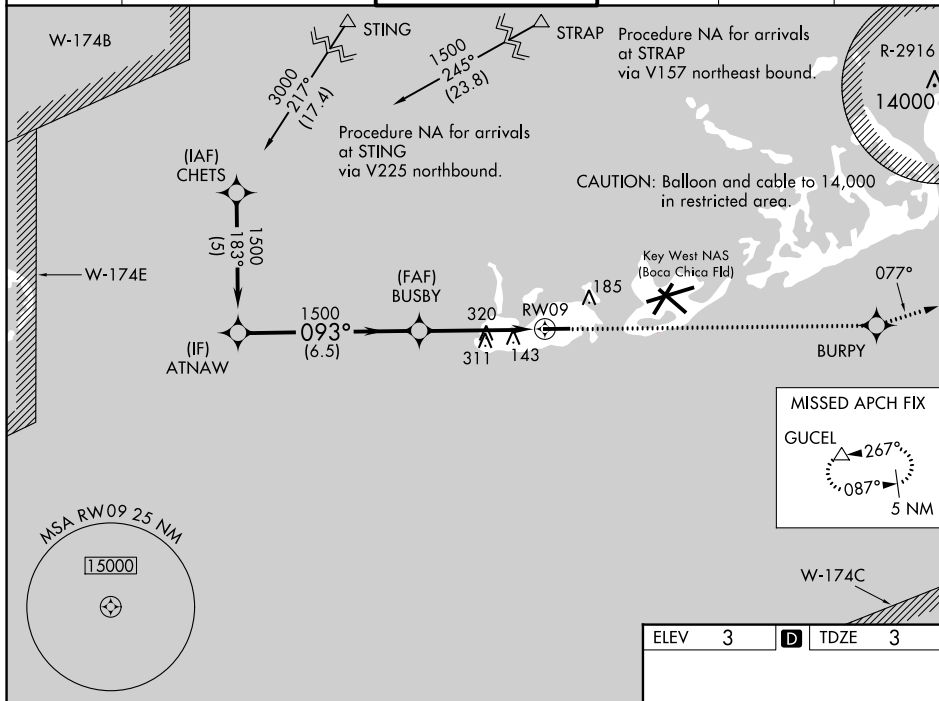 W-174B
STING
STRAP
Procedure NA for arrivals
at STRAP
via V157 northeast bound.
R-2916
14000
3000
217°
(17.4)
1500
245°
(23.8)
Procedure NA for arrivals
at STING
via V225 northbound.
(IAF)
CHETS
CAUTION: Balloon and cable to 14,000
in restricted area.
1500
183°
(5)
W-174E
Key West NAS
(Boca Chica Fld)
077°
(FAF)
BUSBY
185
1500
093°
(6.5)
320
RW09
(IF)
ATNAW
311
143
BURPY
MISSED APCH FIX
GUCEL
267°
087°
5 NM
MSA RW09 25 NM
15000
W-174C
ELEV 3 D TDZE 3